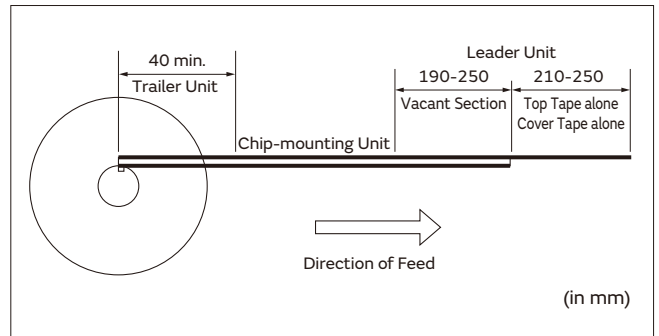 Leader Unit
40 min.
190-250
210-250
Trailer Unit
Vacant Section
Top Tape alone
Cover Tape alone
Chip-mounting Unit
Direction of Feed
(in mm)